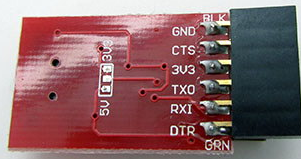 BLK
GND
CTS
3V3
TXO
RXI
DTR
GRN
3V3
5V